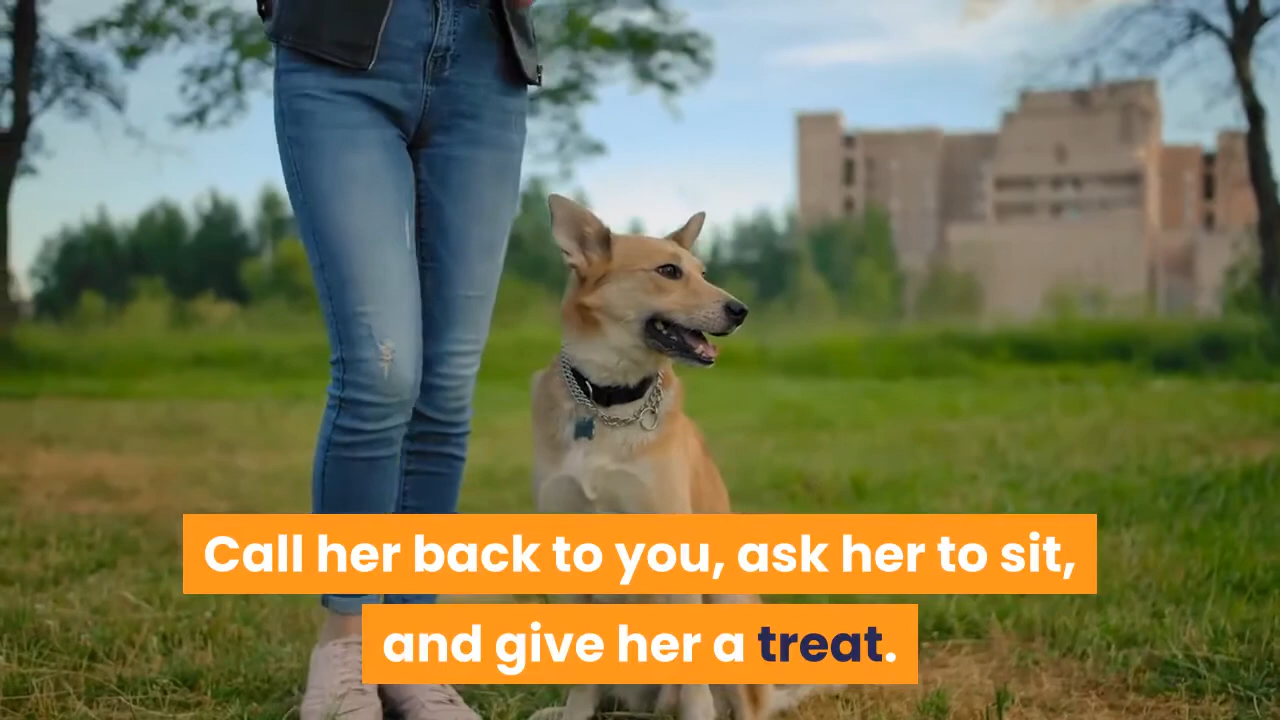 Call her back to you, ask her to sit,
and give her a treat.